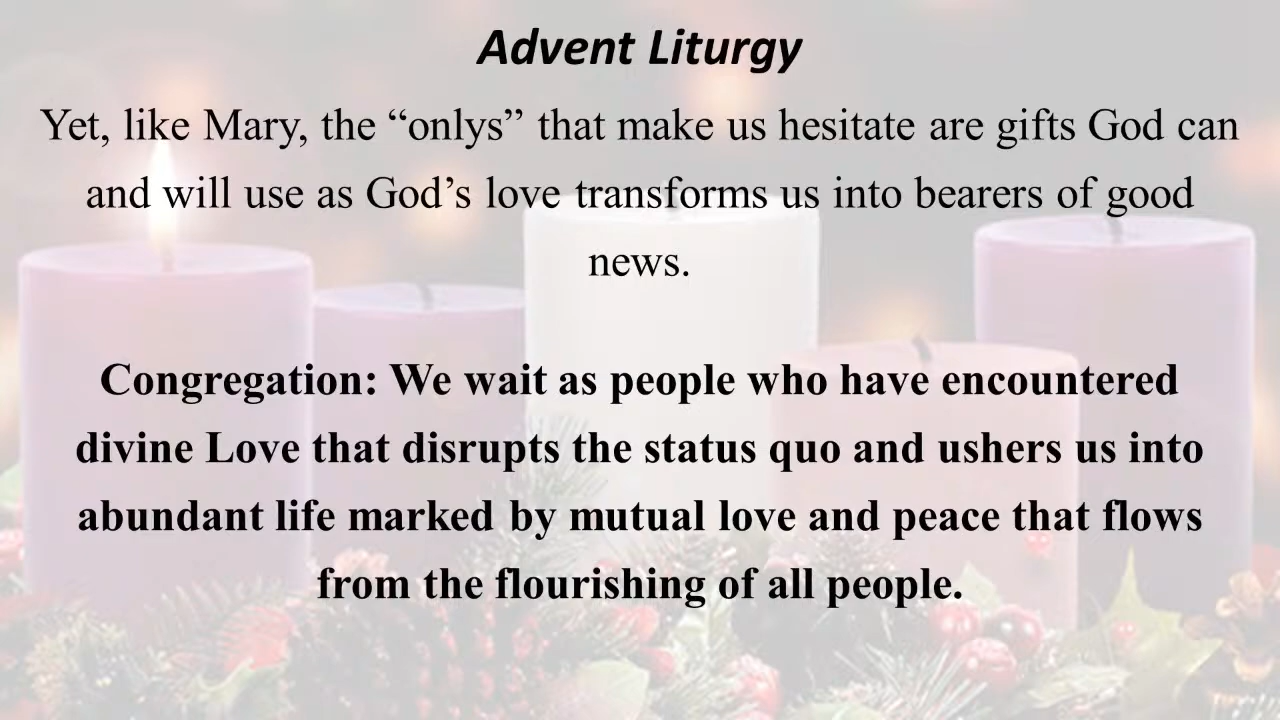 Advent Liturgy
Yet, like Mary, the “onlys” that make us hesitate are gifts God can
and will use as God’s love transforms us into bearers of good
news.
Congregation: We wait as people who have encountered
divine Love that disrupts the status quo and ushers us into
abundant life marked by mutual love and peace that flows
from the flourishing of all people.